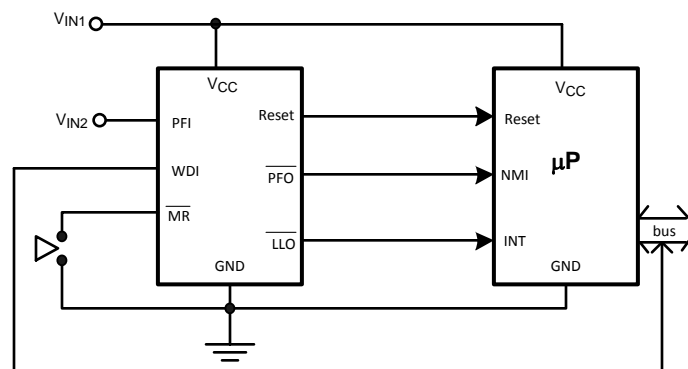 VIN1
VCC
VCC
Reset
Reset
VIN2
PFI
µP
WDI
PFO
NMI
MR
bus
LLO
INT
GND
GND